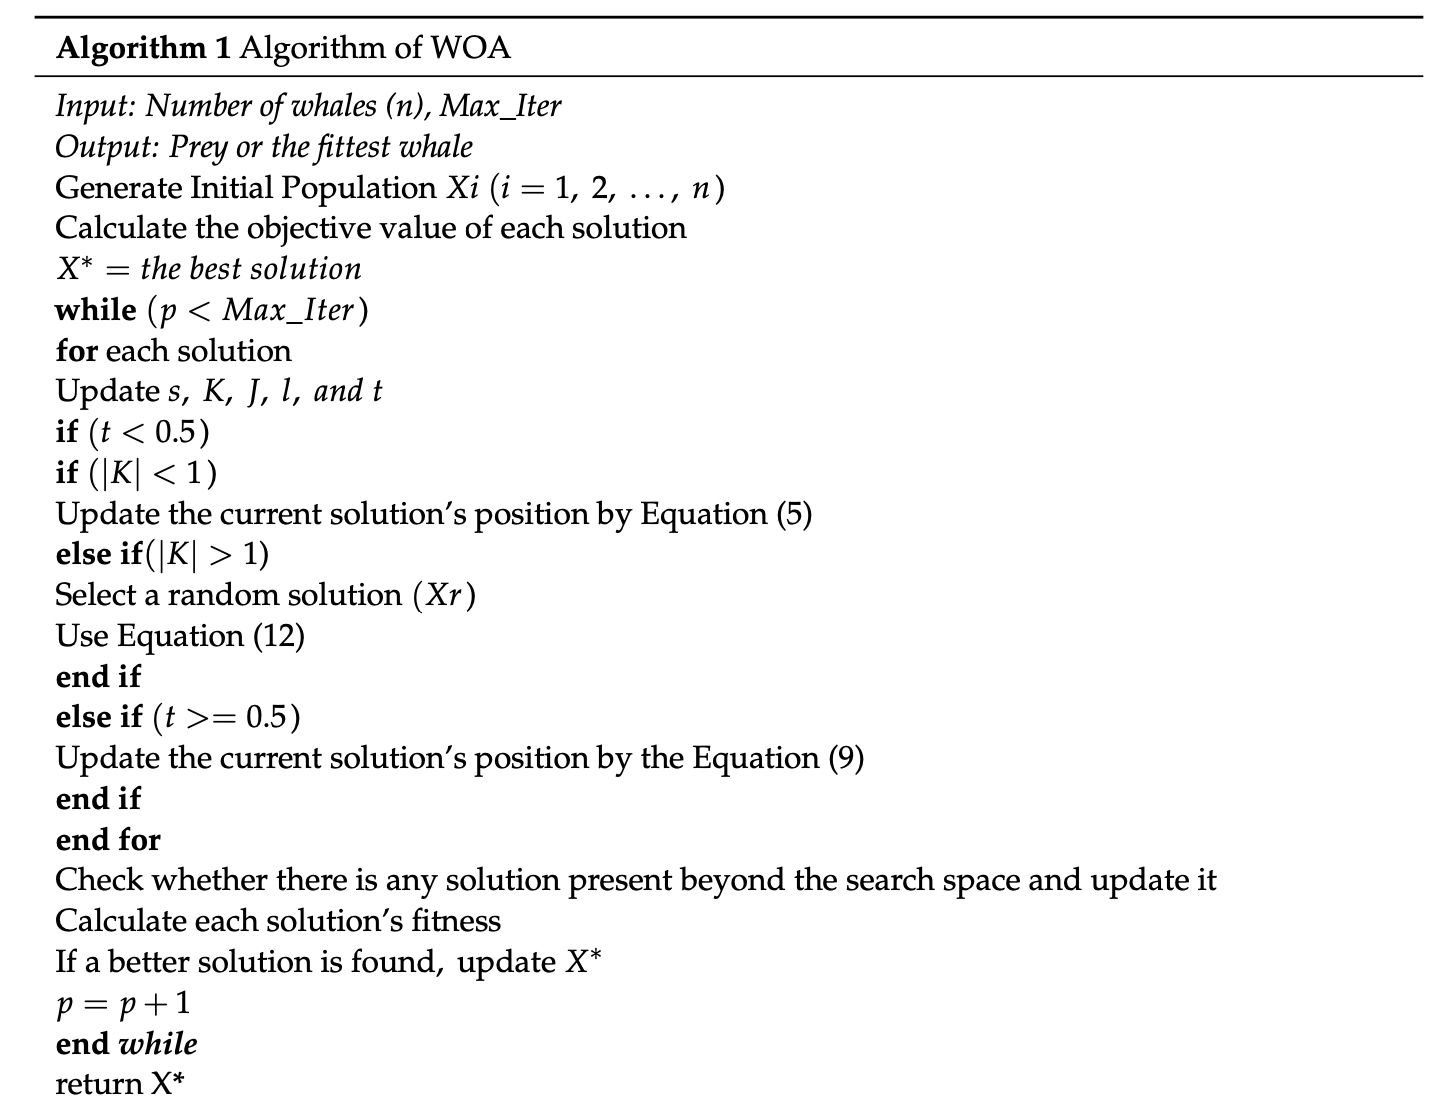 Algorithm 1 Algorithm of WOA
Input: Number of whales (n), Max_Iter
Output: Prey or the fittest whale
Generate Initial Population Xi (i = 1, 2, ..., n)
Calculate the objective value of each solution
X* = the best solution
while (p < Max_Iter)
for each solution
Update s, K, J, l, and t
if (t < 0.5)
if (|K| < 1)
Update the current solution's position by Equation (5)
else if(|K| > 1)
Select a random solution (Xr)
Use Equation (12)
end if
else if (t >= 0.5)
Update the current solution's position by the Equation (9)
end if
end for
Check whether there is any solution present beyond the search space and update it
Calculate each solution's fitness
If a better solution is found, update X*
p = p + 1
end while
return X*